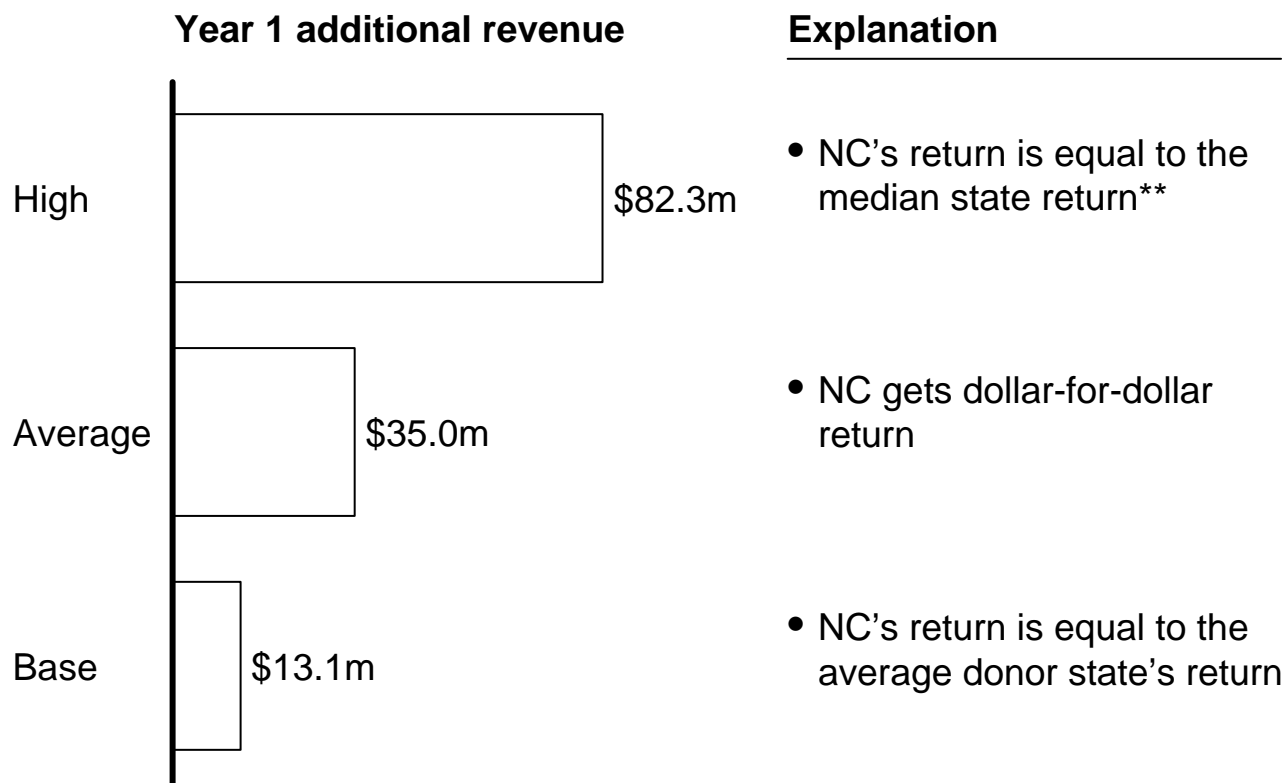 Year 1 additional revenue
Explanation
High
$82.3m
• NC’s return is equal to the
median state return**
Average
$35.0m
• NC gets dollar-for-dollar
return
Base
$13.1m
• NC’s return is equal to the
average donor state’s return